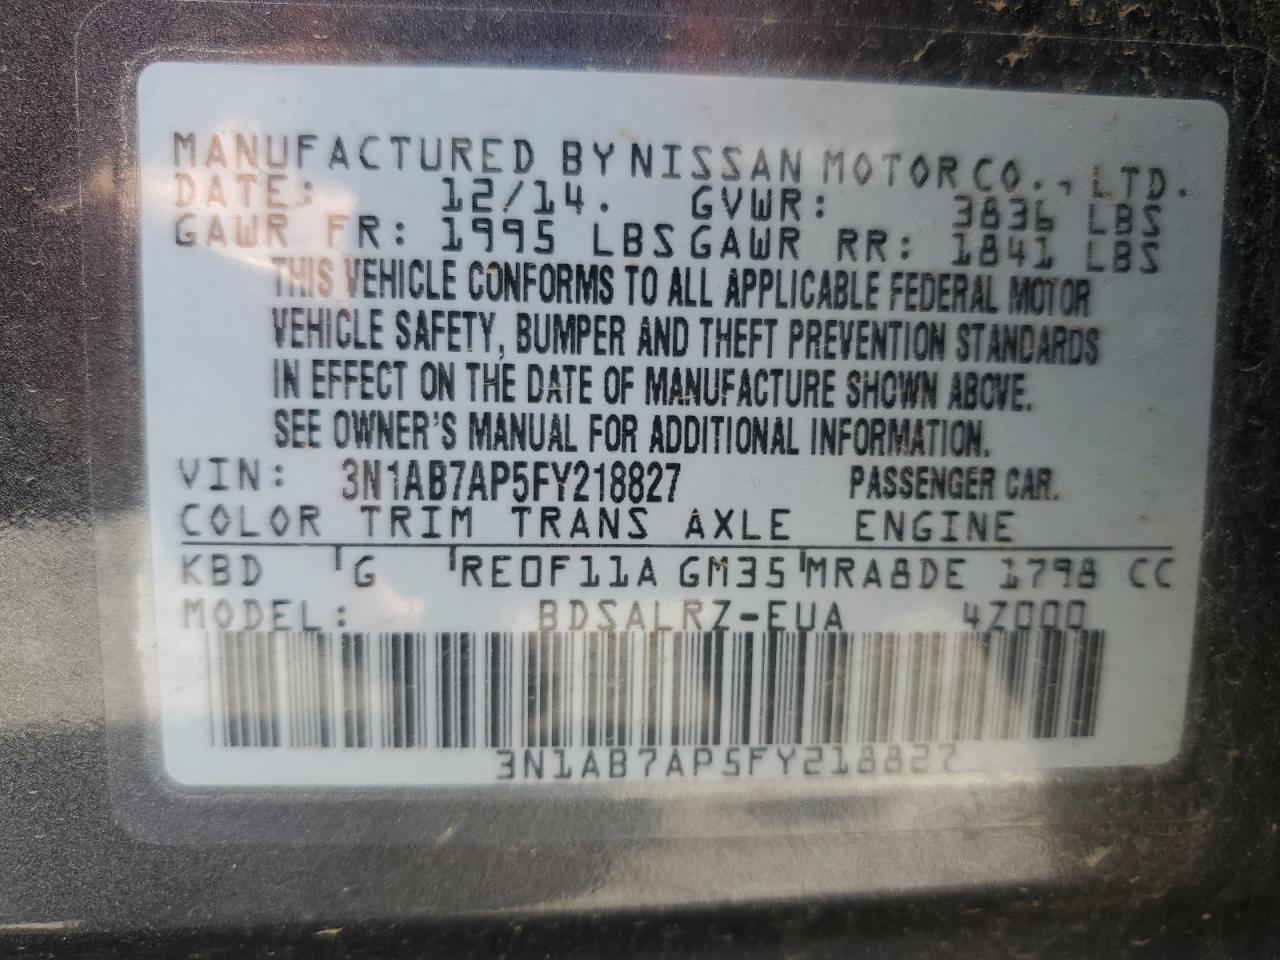 MANUFACTURED BY NISSAN MOTOR CO., LTD.
DATE: 12/14. GVWR: 3836 LBS
GAWR FR: 1995 LBS GAWR RR: 1841 LBS
THIS VEHICLE CONFORMS TO ALL APPLICABLE FEDERAL MOTOR
VEHICLE SAFETY, BUMPER AND THEFT PREVENTION STANDARDS
IN EFFECT ON THE DATE OF MANUFACTURE SHOWN ABOVE.
SEE OWNER'S MANUAL FOR ADDITIONAL INFORMATION.
VIN: 3N1AB7AP5FY218827 PASSENGER CAR.
COLOR TRIM TRANS AXLE ENGINE
KBD G RE0F11A GM35 MRA8DE 1798 CC
MODEL: BDSALRZ-EUA 4Z000
3N1AB7AP5FY218827